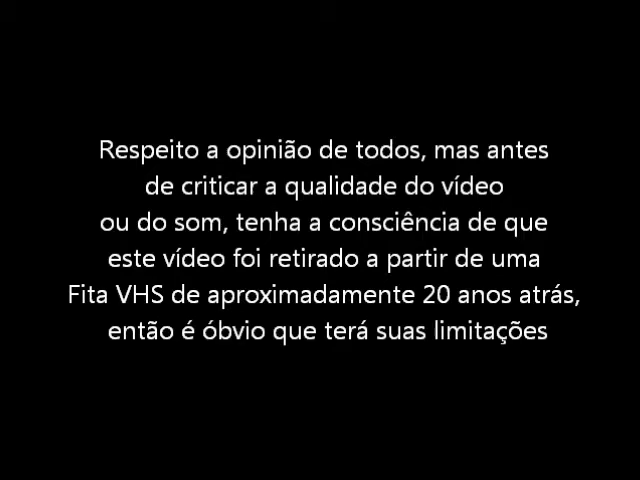 Respeito a opinião de todos, mas antes
de criticar a qualidade do vídeo
ou do som, tenha a consciência de que
este vídeo foi retirado a partir de uma
Fita VHS de aproximadamente 20 anos atrás,
então é óbvio que terá suas limitações